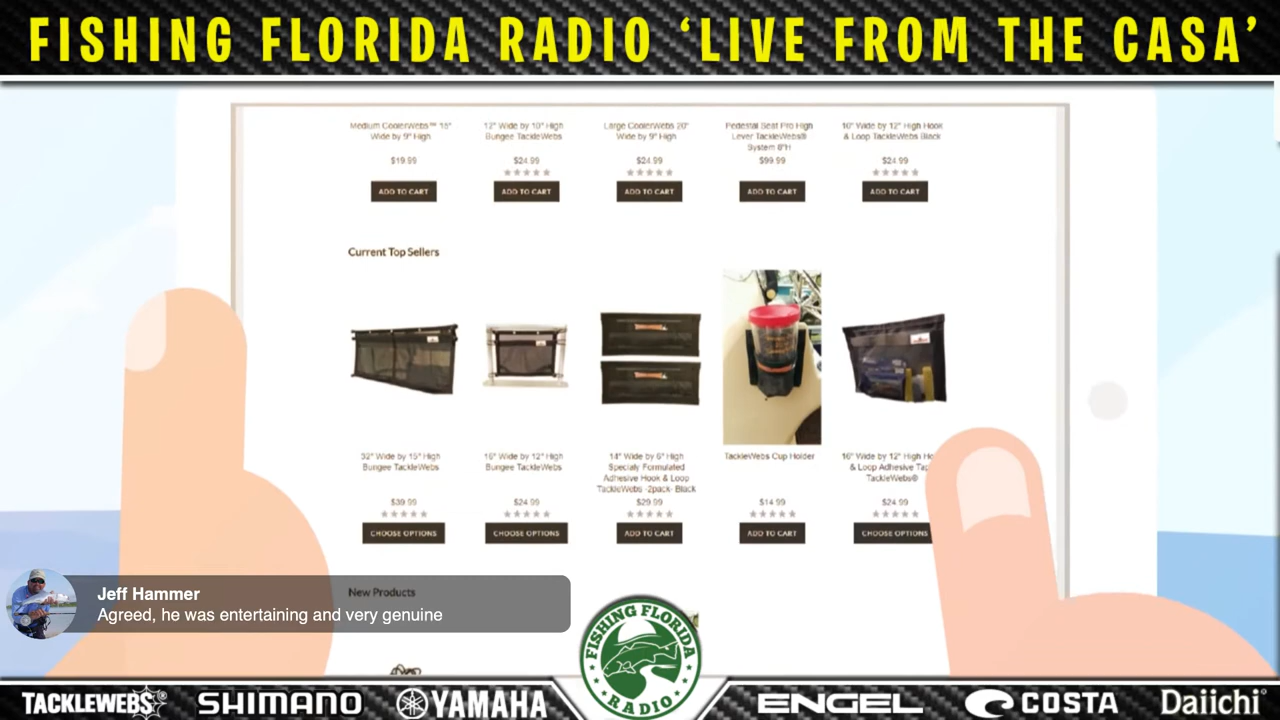 FISHING FLORIDA RADIO ‘LIVE FROM THE CASA’
Medium CoolerWebs™ 15"
Wide by 9" High
$19.99
ADD TO CART
12" Wide by 10" High
Bungee TackleWebs
$24.99
ADD TO CART
Large CoolerWebs 20"
Wide by 9" High
$24.99
ADD TO CART
Pedestal Seat Pro High
Lever TackleWebs®
System 8"H
$99.99
ADD TO CART
16" Wide by 12" High Hook
& Loop TackleWebs Black
$24.99
ADD TO CART
Current Top Sellers
32" Wide by 15" High
Bungee TackleWebs
$39.99
CHOOSE OPTIONS
16" Wide by 12" High
Bungee TackleWebs
$24.99
CHOOSE OPTIONS
14" Wide by 6" High
Specialy Formulated
Adhesive Hook & Loop
TackleWebs -2pack- Black
$29.99
ADD TO CART
TackleWebs Cup Holder
$14.99
ADD TO CART
16" Wide by 12" High
& Loop Adhesive
TackleWebs®
$24.99
CHOOSE OPTIONS
New Products
Jeff Hammer
Agreed, he was entertaining and very genuine
FISHING FLORIDA
RADIO
TACKLEWEBS
SHIMANO
YAMAHA
ENGEL
COSTA
Daiichi